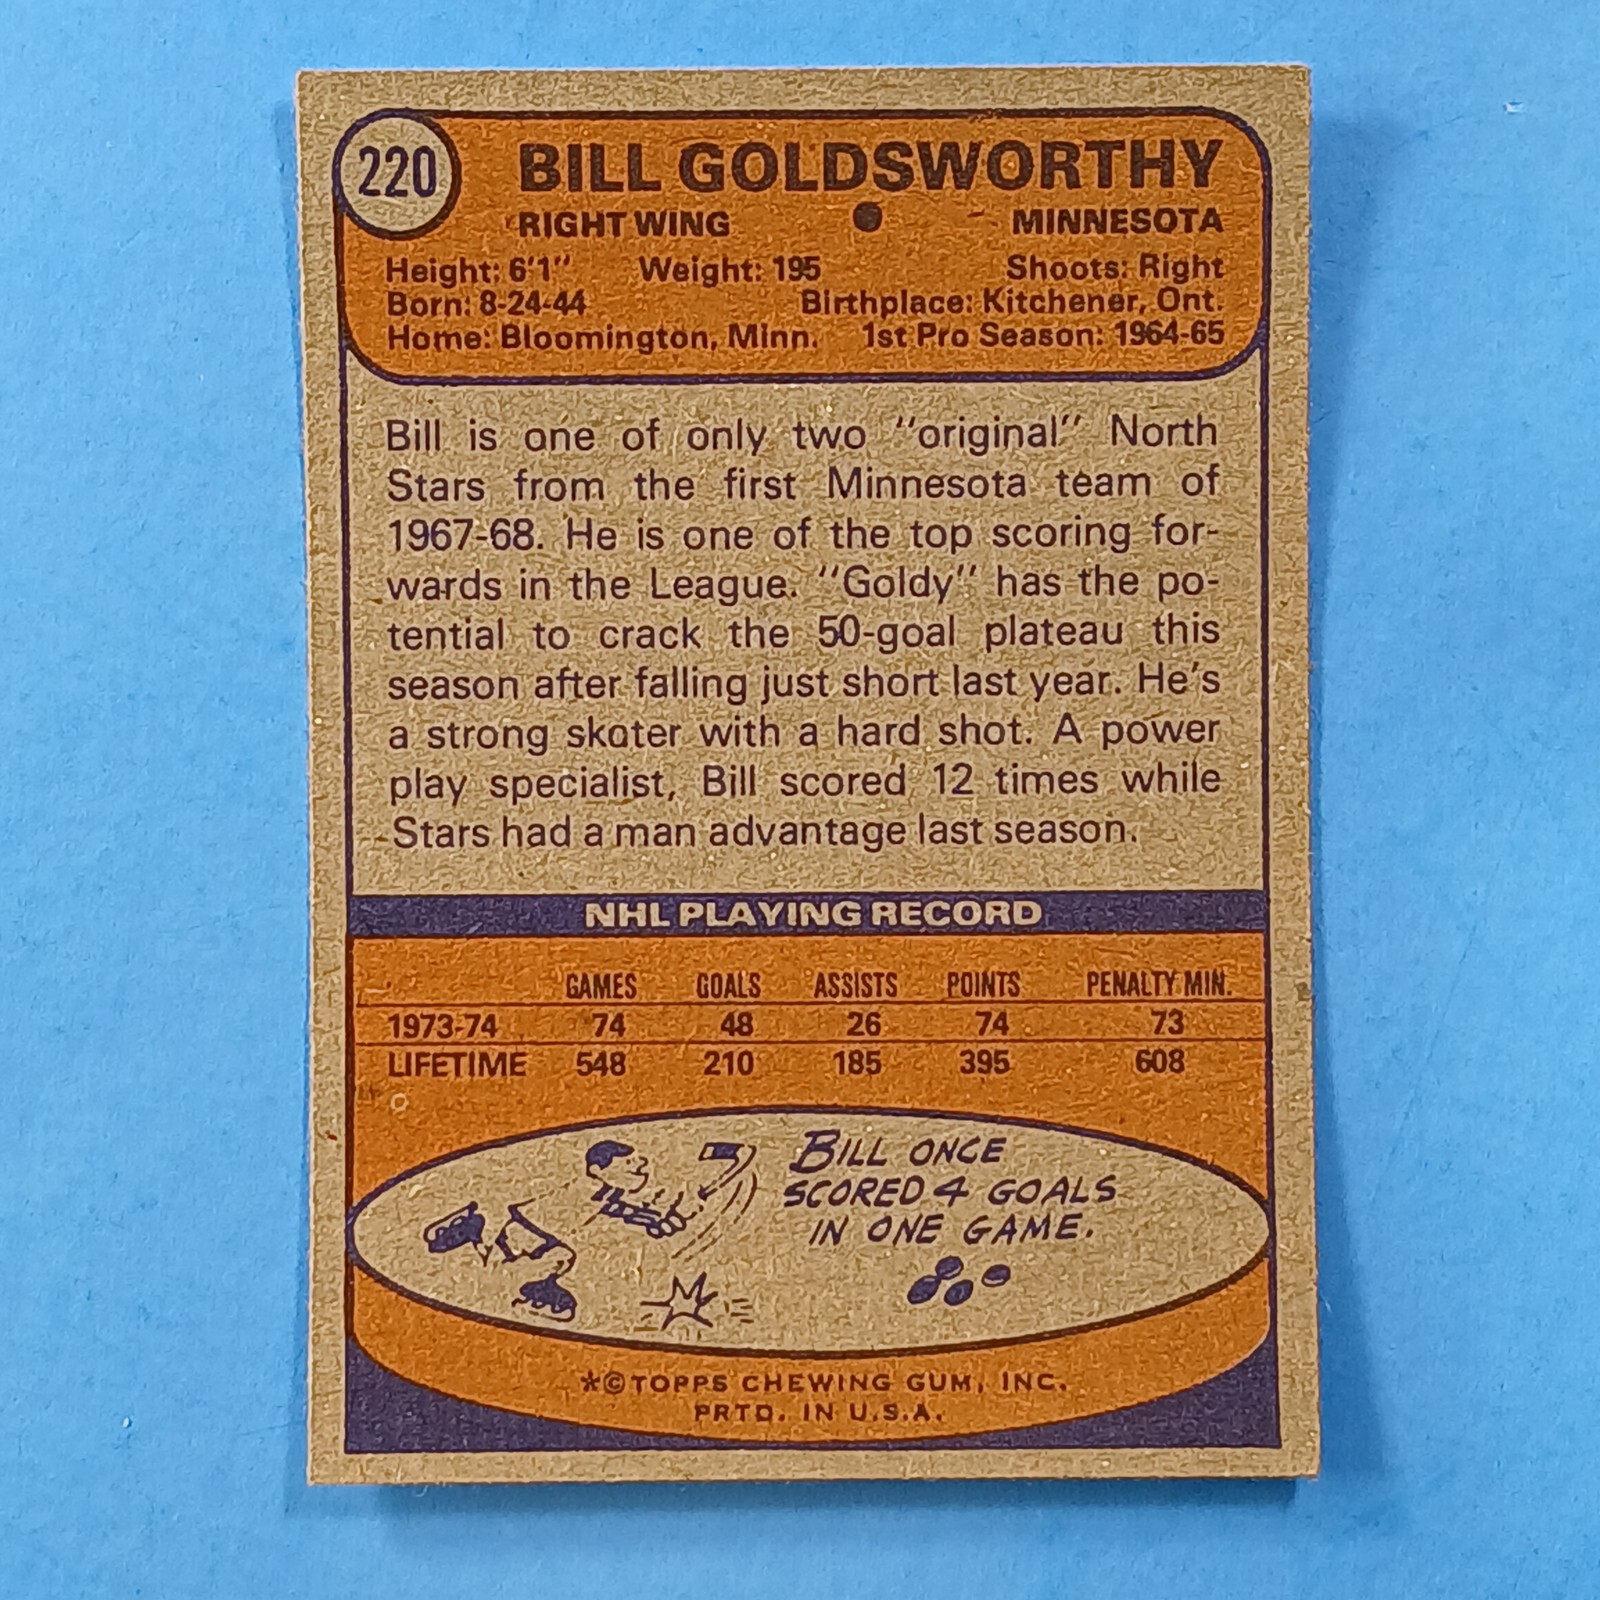 220
BILL GOLDSWORTHY
RIGHT WING ● MINNESOTA
Height: 6'1" Weight: 195 Shoots: Right
Born: 8-24-44 Birthplace: Kitchener, Ont.
Home: Bloomington, Minn. 1st Pro Season: 1964-65
Bill is one of only two "original" North
Stars from the first Minnesota team of
1967-68. He is one of the top scoring for-
wards in the League. "Goldy" has the po-
tential to crack the 50-goal plateau this
season after falling just short last year. He's
a strong skater with a hard shot. A power
play specialist, Bill scored 12 times while
Stars had a man advantage last season.
NHL PLAYING RECORD
GAMES GOALS ASSISTS POINTS PENALTY MIN.
1973-74 74 48 26 74 73
LIFETIME 548 210 185 395 608
BILL ONCE
SCORED 4 GOALS
IN ONE GAME.
*©TOPPS CHEWING GUM, INC.
PRTD. IN U.S.A.